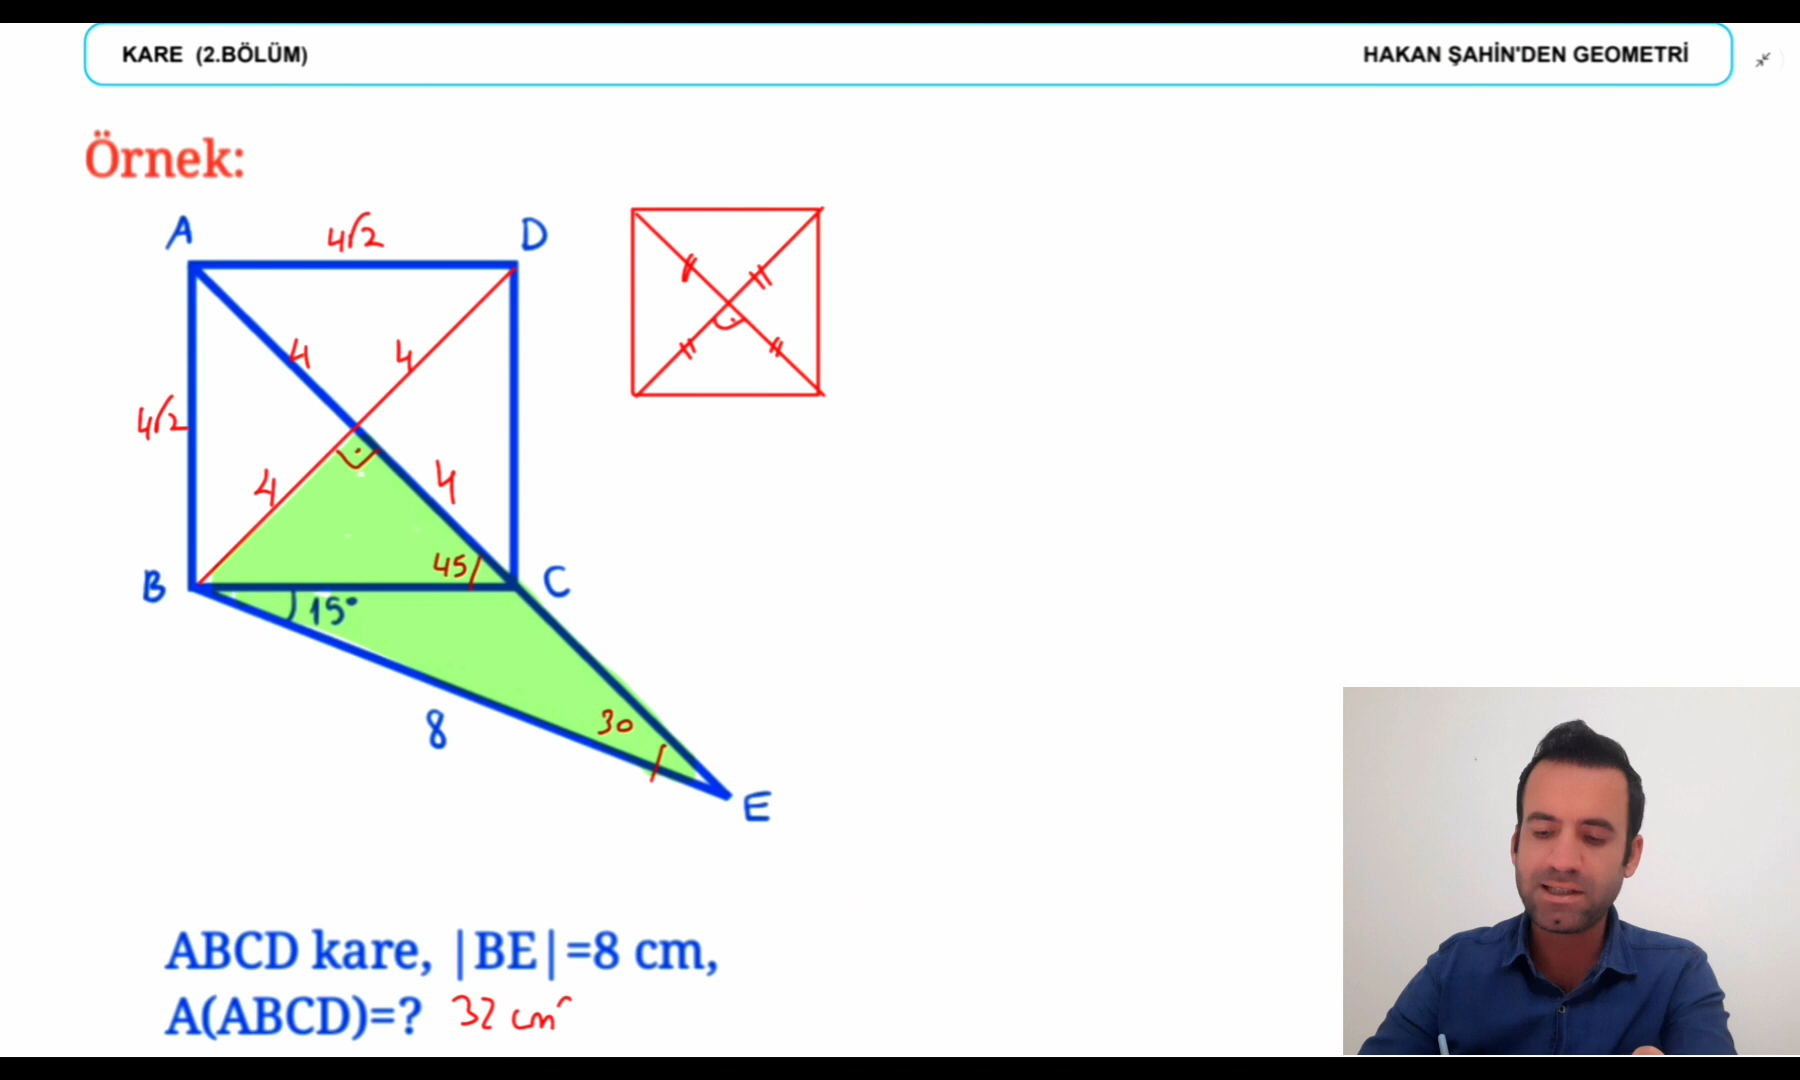 KARE (2.BÖLÜM)
HAKAN ŞAHİN'DEN GEOMETRİ
Örnek:
A
4√2
D
4
4
4√2
4
4
45
B
C
15°
30
8
E
ABCD kare, |BE|=8 cm,
A(ABCD)=? 32 cm²